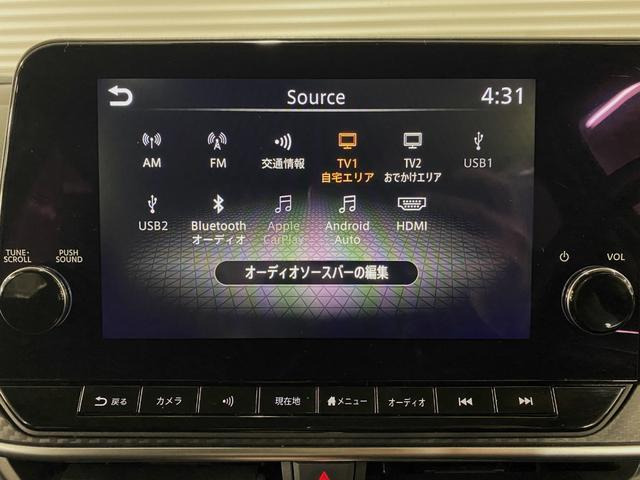 Source
4:31
AM
FM
交通情報
TV1
自宅エリア
TV2
おでかけエリア
USB1
USB2
Bluetooth
オーディオ
Apple
CarPlay
Android
Auto
HDMI
オーディオソースバーの編集
TUNE・
SCROLL
PUSH
SOUND
VOL
戻る
カメラ
現在地
メニュー
オーディオ